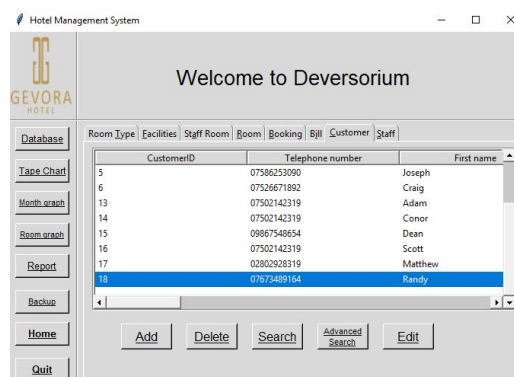 Hotel Management System
GEVORA
HOTEL
Welcome to Deversorium
Database
Tape Chart
Month graph
Room graph
Report
Backup
Home
Quit
Room Type Facilities Staff Room Room Booking Bill Customer Staff
CustomerID Telephone number First name
5 07586253090 Joseph
6 07526671892 Craig
13 07502142319 Adam
14 07502142319 Conor
15 09867548654 Dean
16 07502142319 Scott
17 02802928319 Matthew
18 07673489164 Randy
Add Delete Search Advanced Search Edit